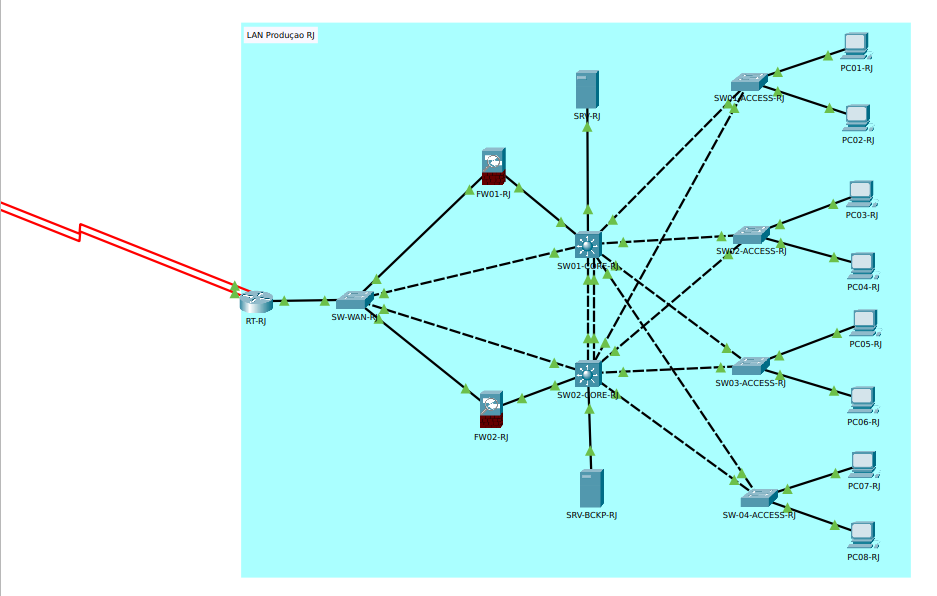 LAN Produçao RJ
PC01-RJ
SW01-ACCESS-RJ
SRV-RJ
PC02-RJ
FW01-RJ
PC03-RJ
SW02-ACCESS-RJ
SW01-CORE-RJ
PC04-RJ
SW-WAN-RJ
RT-RJ
PC05-RJ
SW03-ACCESS-RJ
SW02-CORE-RJ
PC06-RJ
FW02-RJ
PC07-RJ
SRV-BCKP-RJ
SW-04-ACCESS-RJ
PC08-RJ